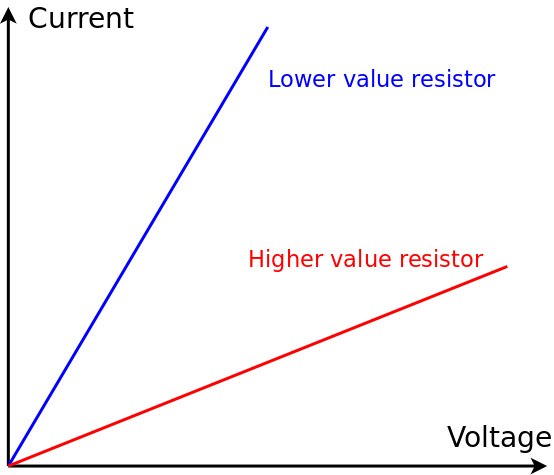 Current
Lower value resistor
Higher value resistor
Voltage